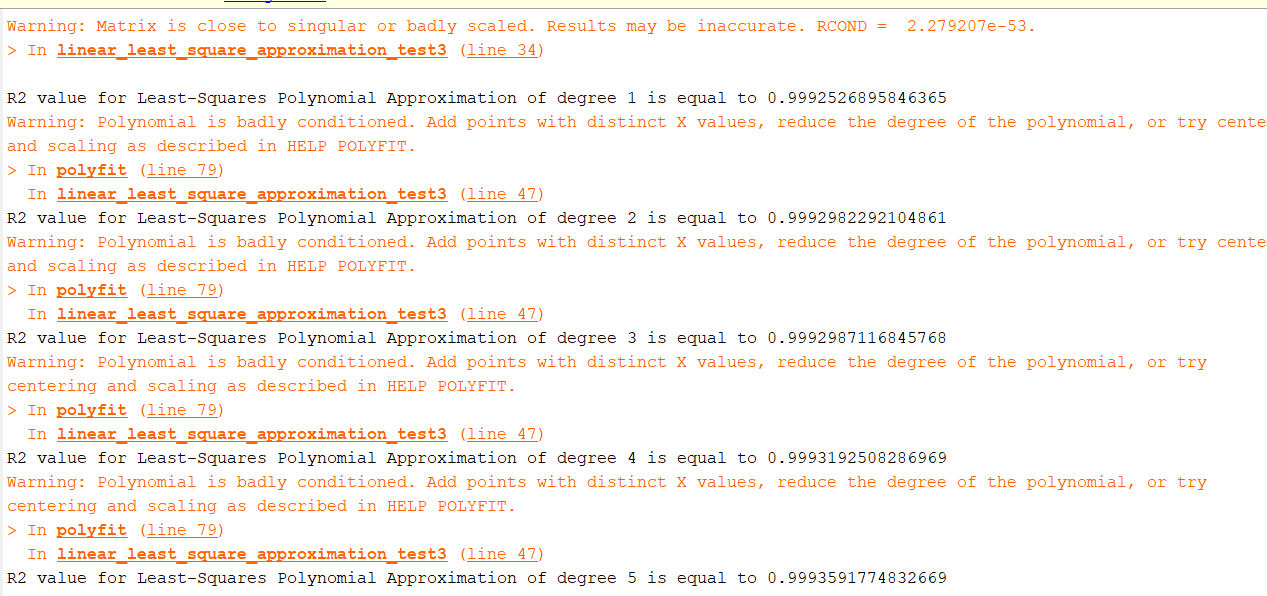 Warning: Matrix is close to singular or badly scaled. Results may be inaccurate. RCOND =  2.279207e-53.
> In linear_least_square_approximation_test3 (line 34)
R2 value for Least-Squares Polynomial Approximation of degree 1 is equal to 0.9992526895846365
Warning: Polynomial is badly conditioned. Add points with distinct X values, reduce the degree of the polynomial, or try cente
and scaling as described in HELP POLYFIT.
> In polyfit (line 79)
  In linear_least_square_approximation_test3 (line 47)
R2 value for Least-Squares Polynomial Approximation of degree 2 is equal to 0.9992982292104861
Warning: Polynomial is badly conditioned. Add points with distinct X values, reduce the degree of the polynomial, or try cente
and scaling as described in HELP POLYFIT.
> In polyfit (line 79)
  In linear_least_square_approximation_test3 (line 47)
R2 value for Least-Squares Polynomial Approximation of degree 3 is equal to 0.9992987116845768
Warning: Polynomial is badly conditioned. Add points with distinct X values, reduce the degree of the polynomial, or try
centering and scaling as described in HELP POLYFIT.
> In polyfit (line 79)
  In linear_least_square_approximation_test3 (line 47)
R2 value for Least-Squares Polynomial Approximation of degree 4 is equal to 0.9993192508286969
Warning: Polynomial is badly conditioned. Add points with distinct X values, reduce the degree of the polynomial, or try
centering and scaling as described in HELP POLYFIT.
> In polyfit (line 79)
  In linear_least_square_approximation_test3 (line 47)
R2 value for Least-Squares Polynomial Approximation of degree 5 is equal to 0.9993591774832669